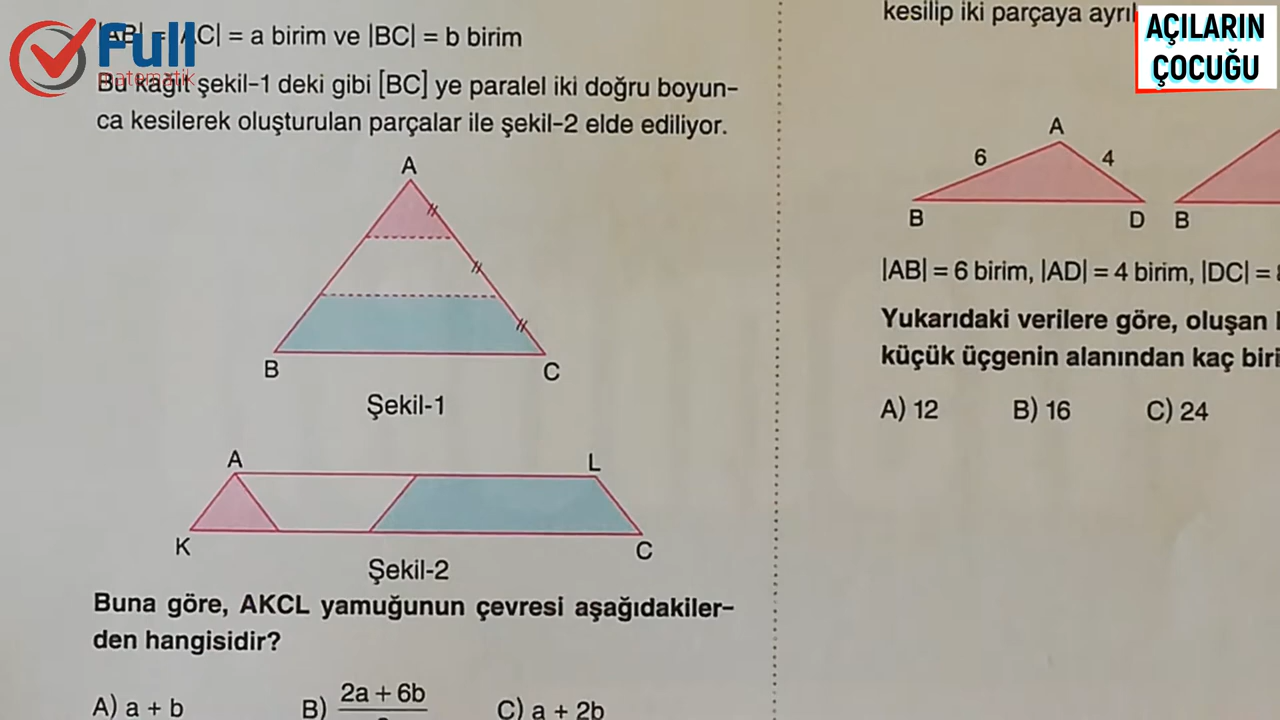 Full
matematik
|AB| = |AC| = a birim ve |BC| = b birim
Bu kağıt şekil-1 deki gibi [BC] ye paralel iki doğru boyun-
ca kesilerek oluşturulan parçalar ile şekil-2 elde ediliyor.
A
B
C
Şekil-1
A
L
K
C
Şekil-2
Buna göre, AKCL yamuğunun çevresi aşağıdakiler-
den hangisidir?
A) a + b
B) 2a + 6b
C) a + 2b
kesilip iki parçaya
AÇILARIN
ÇOCUĞU
A
6
4
B
D
B
|AB| = 6 birim, |AD| = 4 birim, |DC| =
Yukarıdaki verilere göre, oluşan
küçük üçgenin alanından kaç
A) 12
B) 16
C) 24